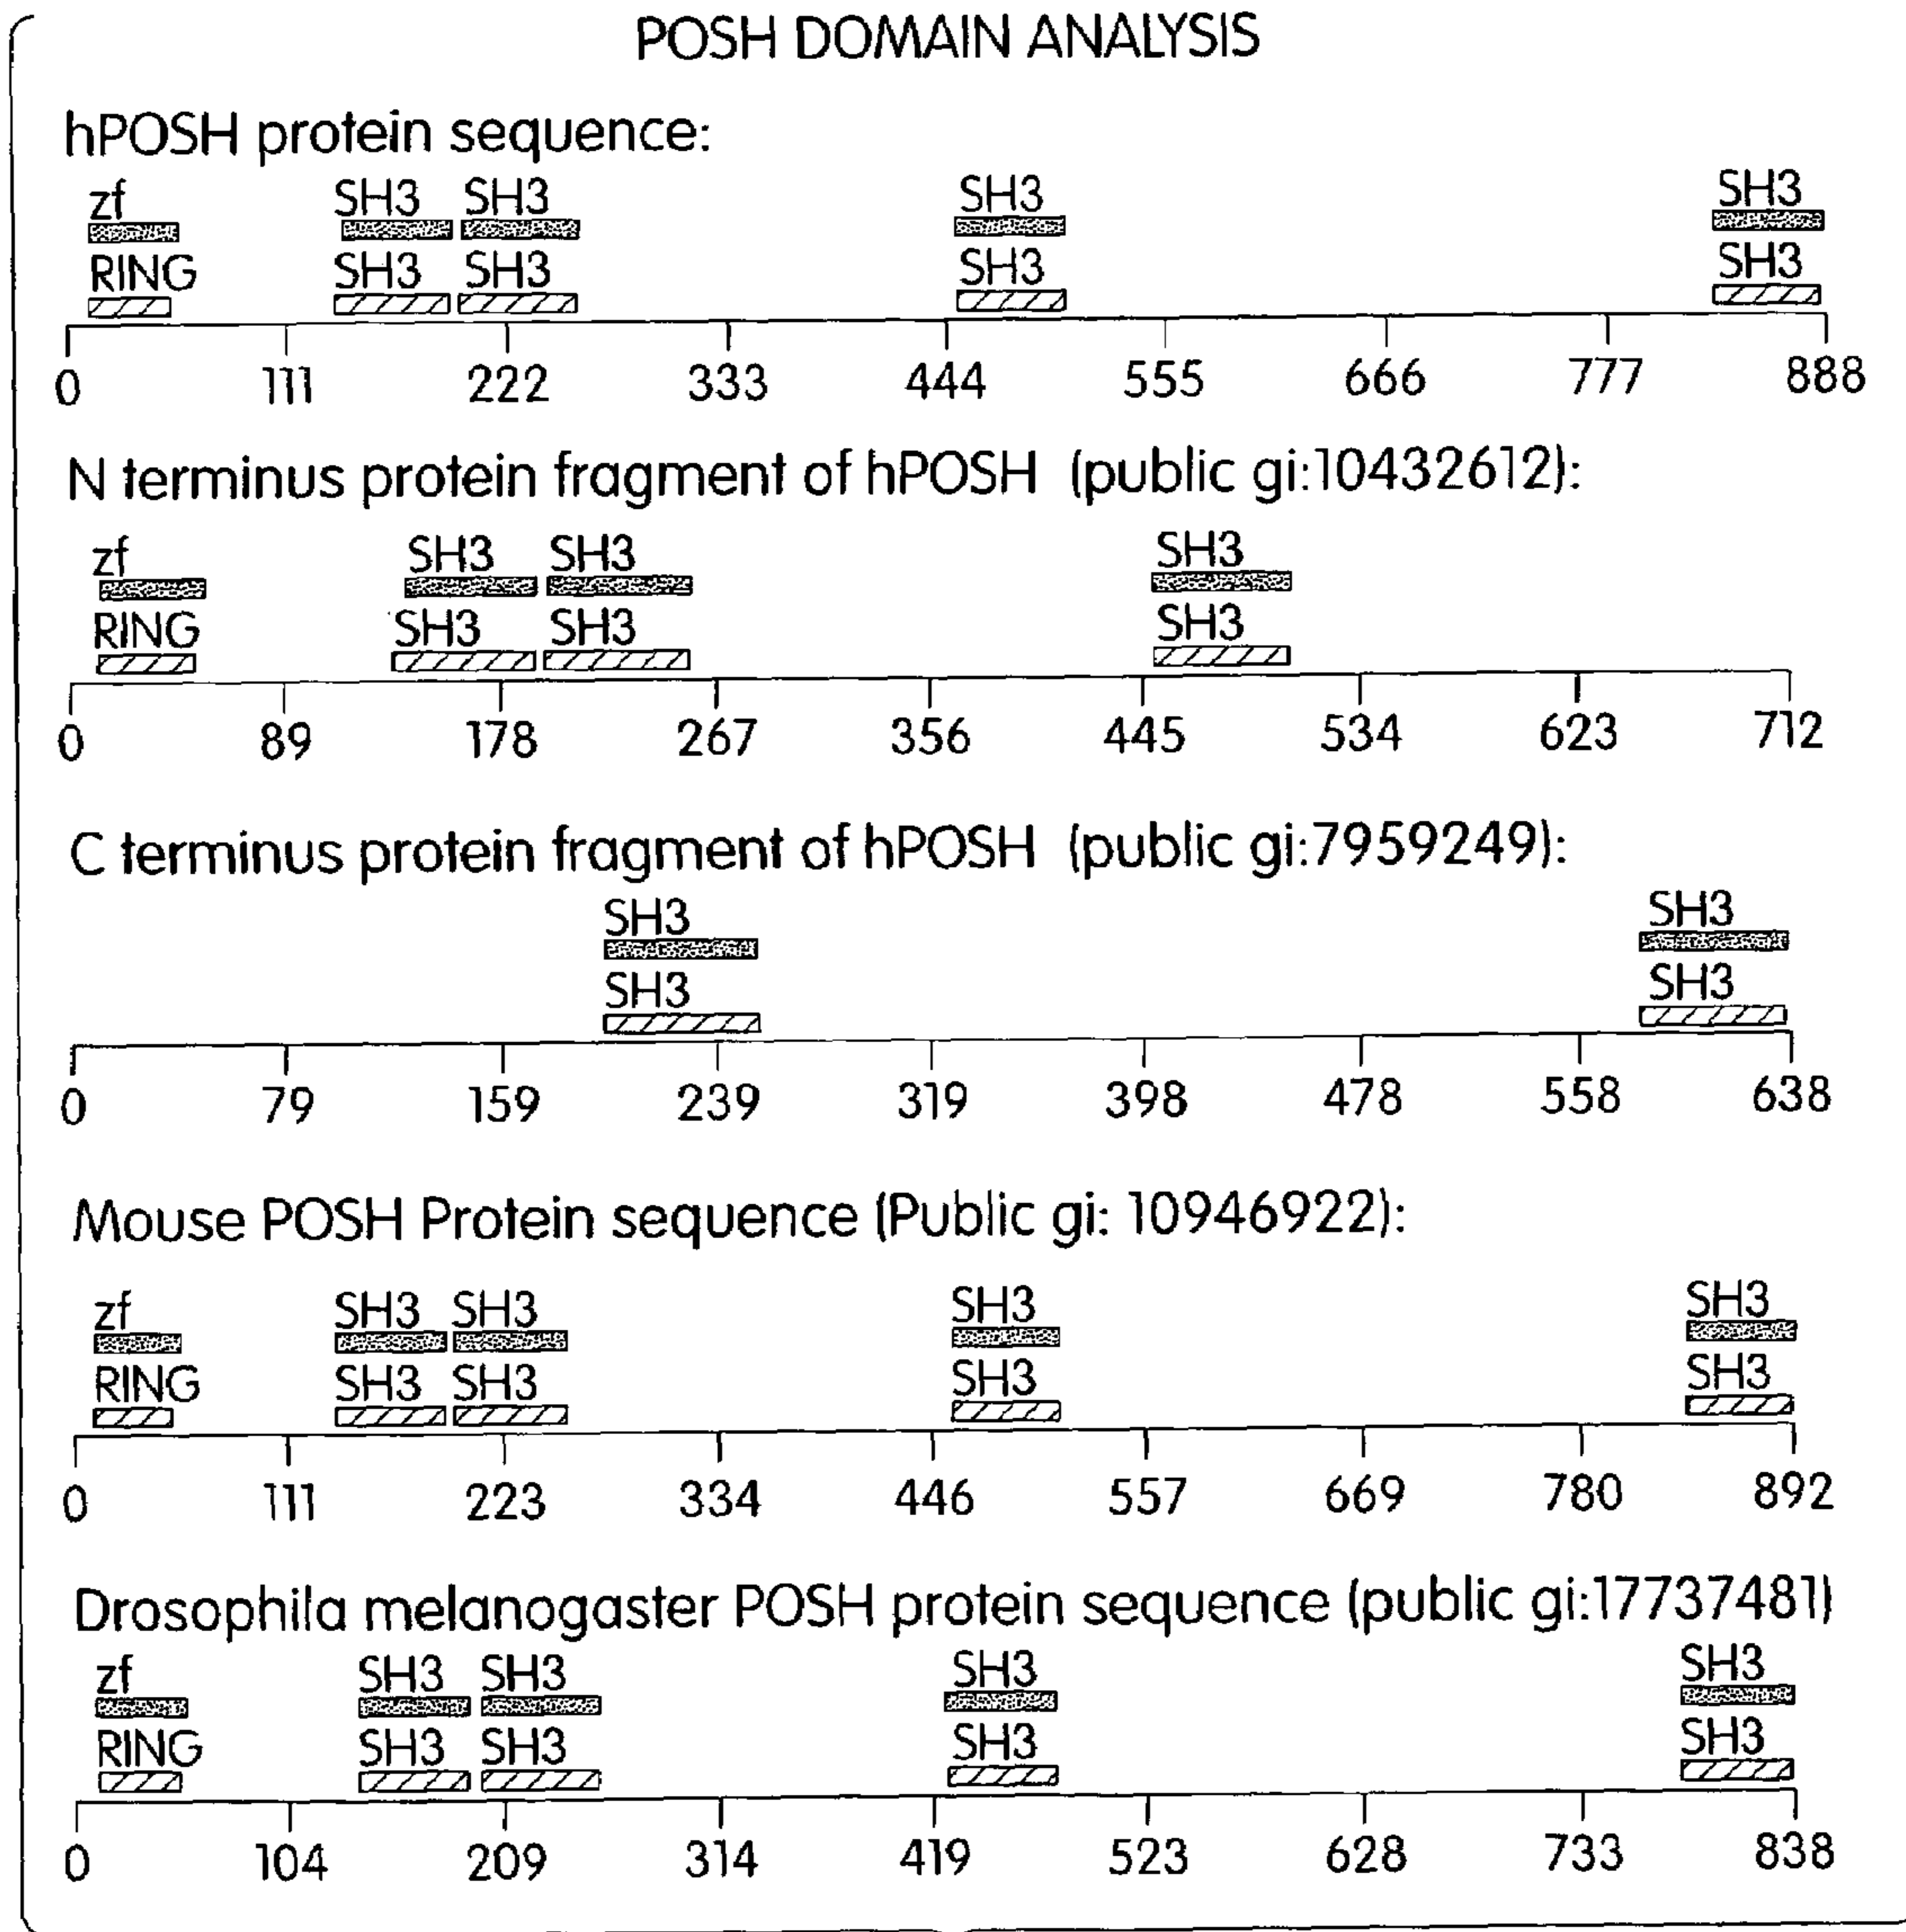 POSH DOMAIN ANALYSIS
hPOSH protein sequence:
zf SH3 SH3 SH3 SH3
RING SH3 SH3 SH3 SH3
0 111 222 333 444 555 666 777 888
N terminus protein fragment of hPOSH (public gi:10432612):
zf SH3 SH3 SH3
RING SH3 SH3 SH3
0 89 178 267 356 445 534 623 712
C terminus protein fragment of hPOSH (public gi:7959249):
SH3 SH3
SH3 SH3
0 79 159 239 319 398 478 558 638
Mouse POSH Protein sequence (Public gi: 10946922):
zf SH3 SH3 SH3 SH3
RING SH3 SH3 SH3 SH3
0 111 223 334 446 557 669 780 892
Drosophila melanogaster POSH protein sequence (public gi:17737481)
zf SH3 SH3 SH3 SH3
RING SH3 SH3 SH3 SH3
0 104 209 314 419 523 628 733 838